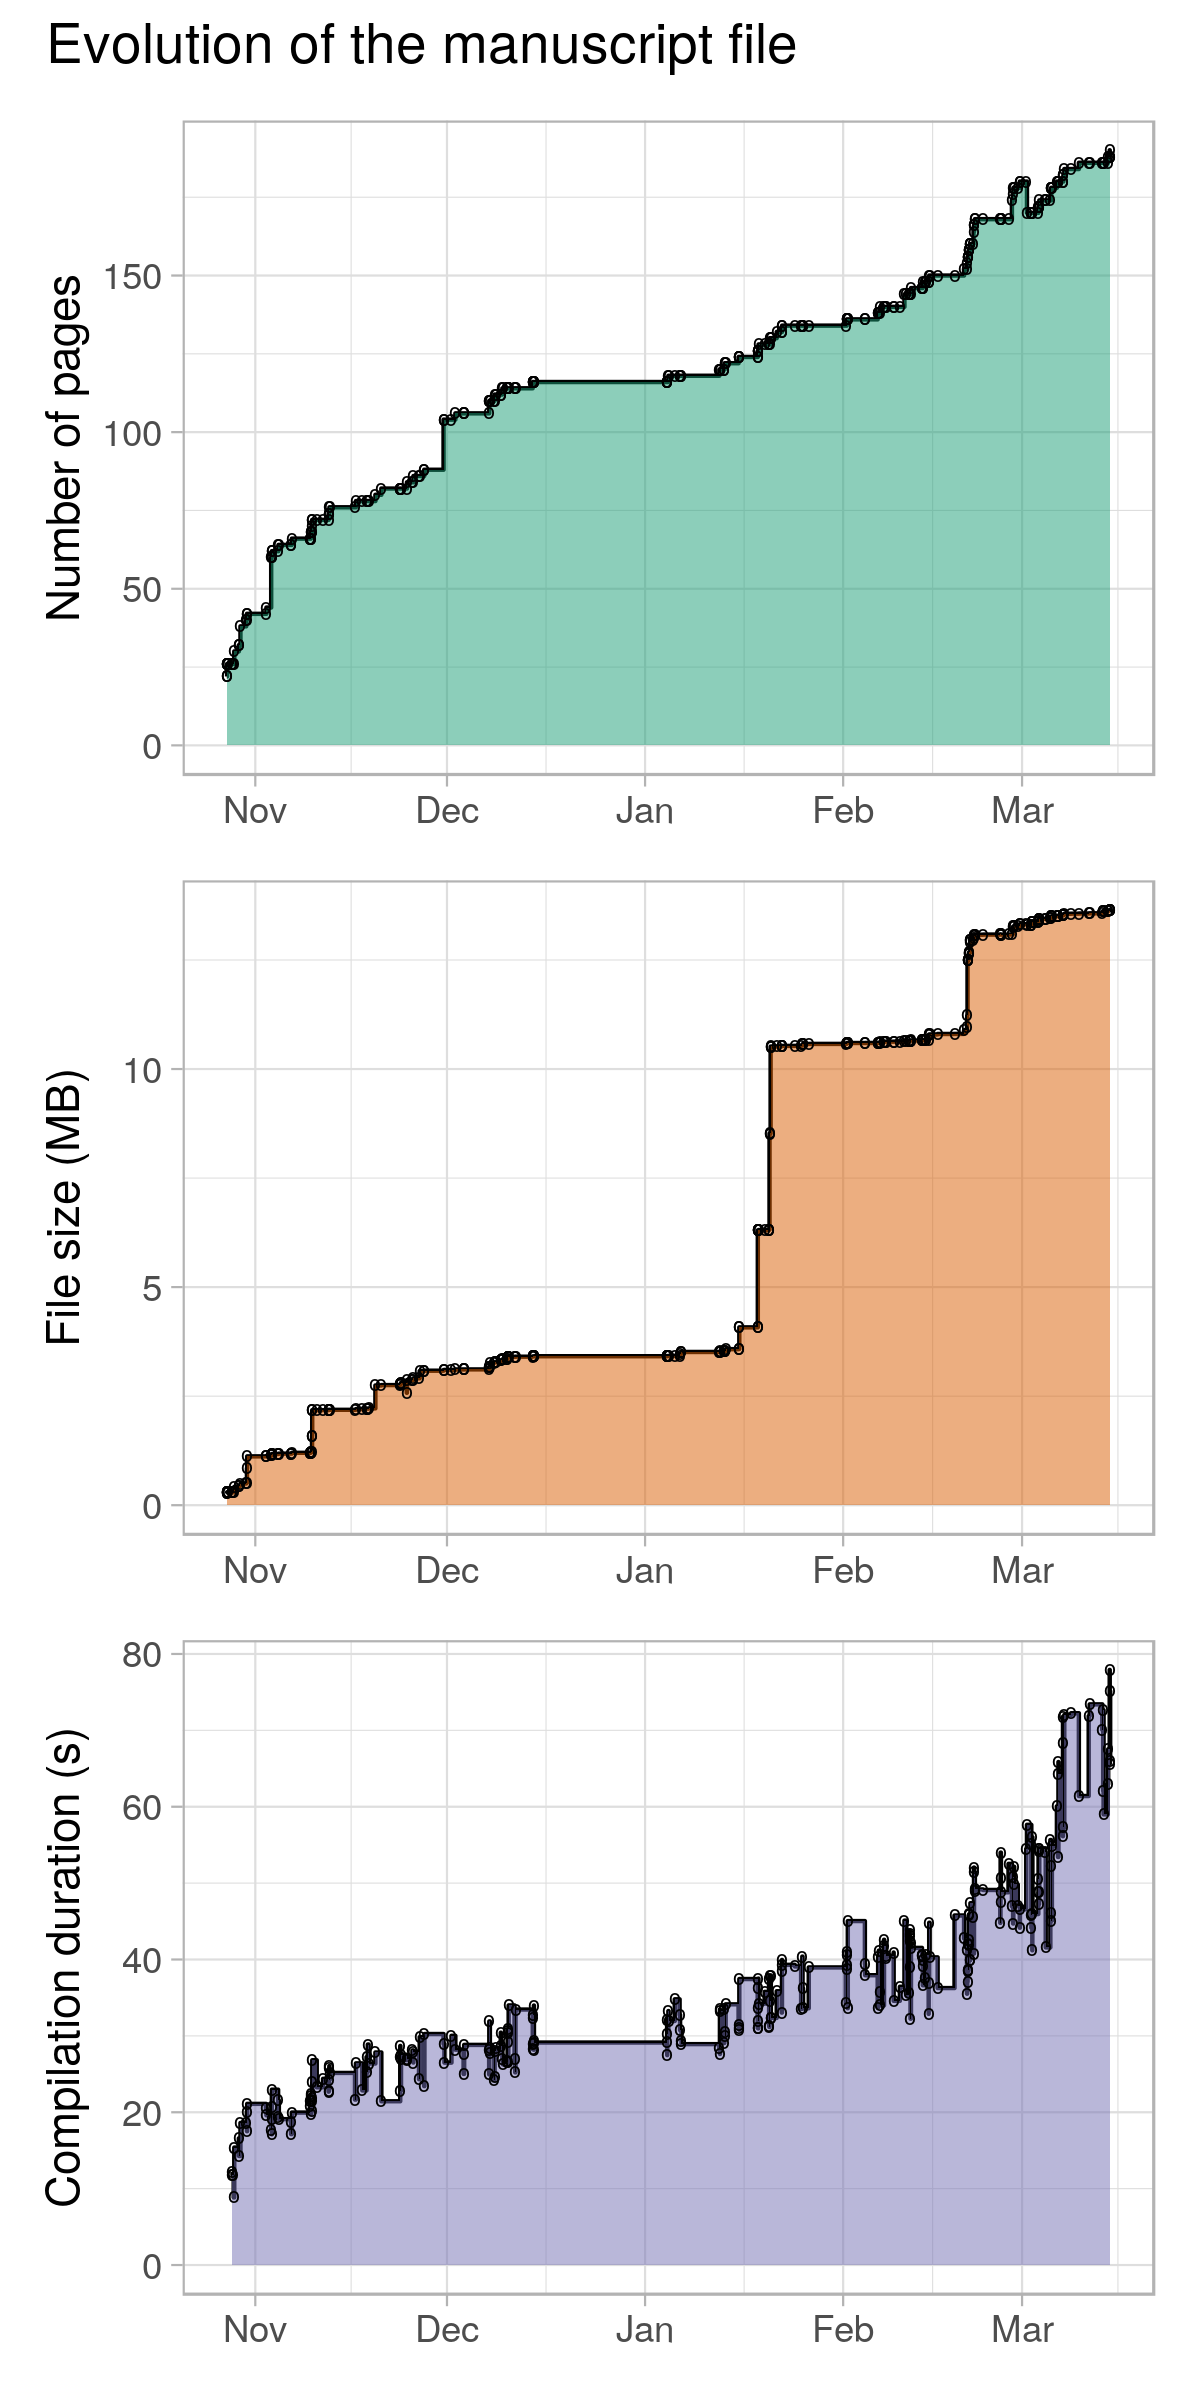 Evolution of the manuscript file
Number of pages
150
100
50
0
Nov Dec Jan Feb Mar
File size (MB)
10
5
0
Nov Dec Jan Feb Mar
Compilation duration (s)
80
60
40
20
0
Nov Dec Jan Feb Mar